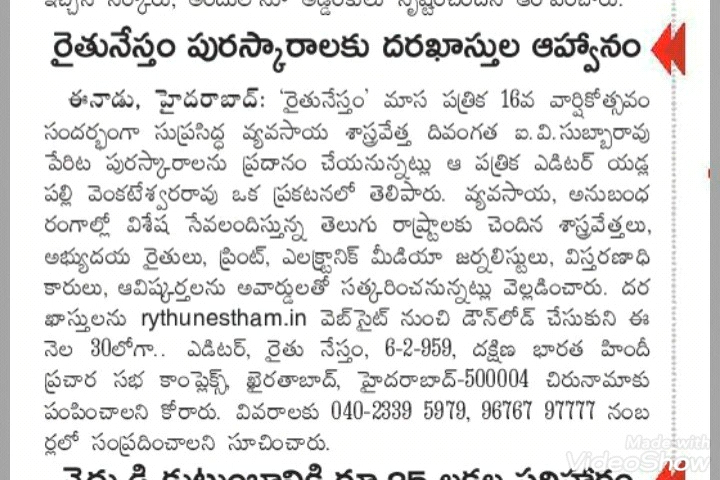 రైతునేస్తం పురస్కారాలకు దరఖాస్తుల ఆహ్వానం
ఈనాడు, హైదరాబాద్: 'రైతునేస్తం' మాస పత్రిక 16వ వార్షికోత్సవం
సందర్భంగా సుప్రసిద్ధ వ్యవసాయ శాస్త్రవేత్త దివంగత ఐ.వి.సుబ్బారావు
పేరిట పురస్కారాలను ప్రదానం చేయనున్నట్లు ఆ పత్రిక ఎడిటర్ యడ్ల
పల్లి వెంకటేశ్వరరావు ఒక ప్రకటనలో తెలిపారు. వ్యవసాయ, అనుబంధ
రంగాల్లో విశేష సేవలందిస్తున్న తెలుగు రాష్ట్రాలకు చెందిన శాస్త్రవేత్తలు,
అభ్యుదయ రైతులు, ప్రింట్, ఎలక్ట్రానిక్ మీడియా జర్నలిస్టులు, విస్తరణాధి
కారులు, ఆవిష్కర్తలను అవార్డులతో సత్కరించనున్నట్లు వెల్లడించారు. దర
ఖాస్తులను rythunestham.in వెబ్‌సైట్ నుంచి డౌన్‌లోడ్ చేసుకుని ఈ
నెల 30లోగా.. ఎడిటర్, రైతు నేస్తం, 6-2-959, దక్షిణ భారత హిందీ
ప్రచార సభ కాంప్లెక్స్, ఖైరతాబాద్, హైదరాబాద్-500004 చిరునామాకు
పంపించాలని కోరారు. వివరాలకు 040-2339 5979, 96767 97777 నంబ
ర్లలో సంప్రదించాలని సూచించారు.
Made with
VideoShow